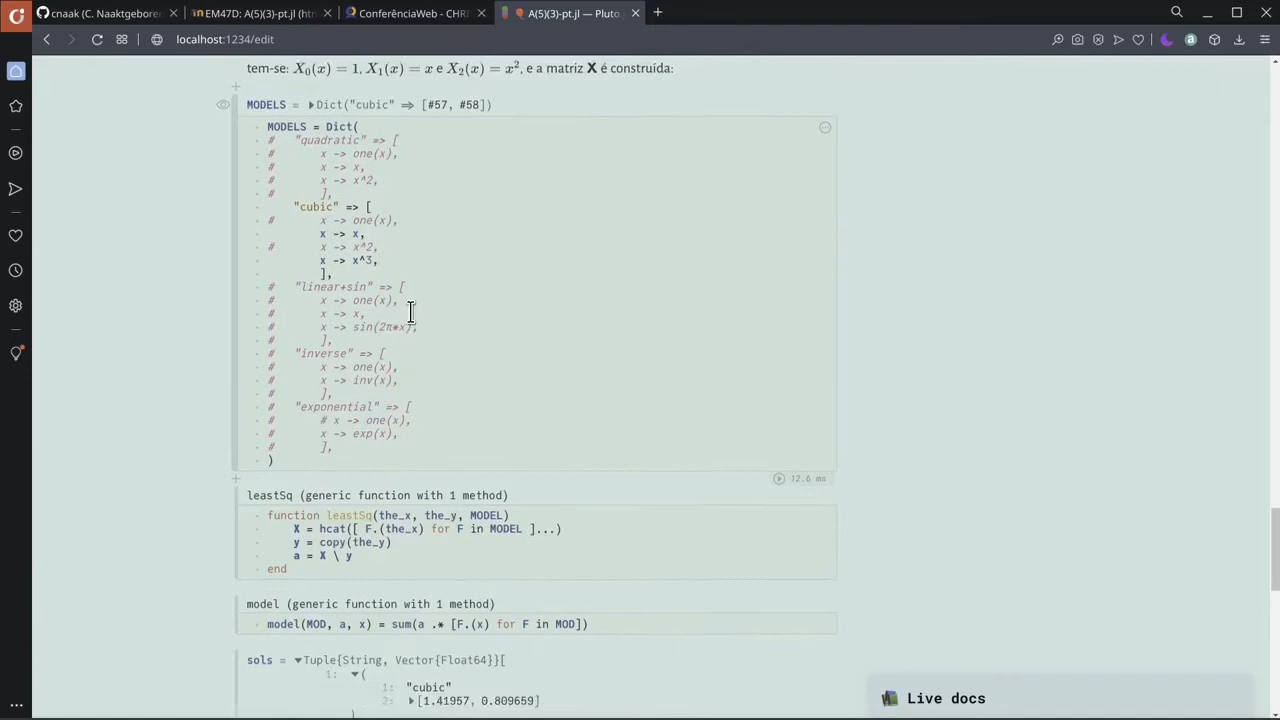 cnaak (C. Naaktgebore
EM47D: A(5)(3)-pt.jl (ht
ConferênciaWeb - CHR
A(5)(3)-pt.jl — Pluto.
localhost:1234/edit
tem-se: X₀(x) = 1, X₁(x) = x e X₂(x) = x², e a matriz X é construída:
MODELS = Dict("cubic" => [#57, #58])
MODELS = Dict(
# "quadratic" => [
# x -> one(x),
# x -> x,
# x -> x^2,
# ],
"cubic" => [
# x -> one(x),
x -> x,
# x -> x^2,
x -> x^3,
],
# "linear+sin" => [
# x -> one(x),
# x -> x,
# x -> sin(2π*x),
# ],
# "inverse" => [
# x -> one(x),
# x -> inv(x),
# ],
# "exponential" => [
# # x -> one(x),
# x -> exp(x),
# ],
)
12.6 ms
leastSq (generic function with 1 method)
function leastSq(the_x, the_y, MODEL)
X = hcat([ F.(the_x) for F in MODEL ]...)
y = copy(the_y)
a = X \ y
end
model (generic function with 1 method)
model(MOD, a, x) = sum(a .* [F.(x) for F in MOD])
sols = Tuple{String, Vector{Float64}}[
1: (
1: "cubic"
2: [1.41957, 0.809659]
)
Live docs